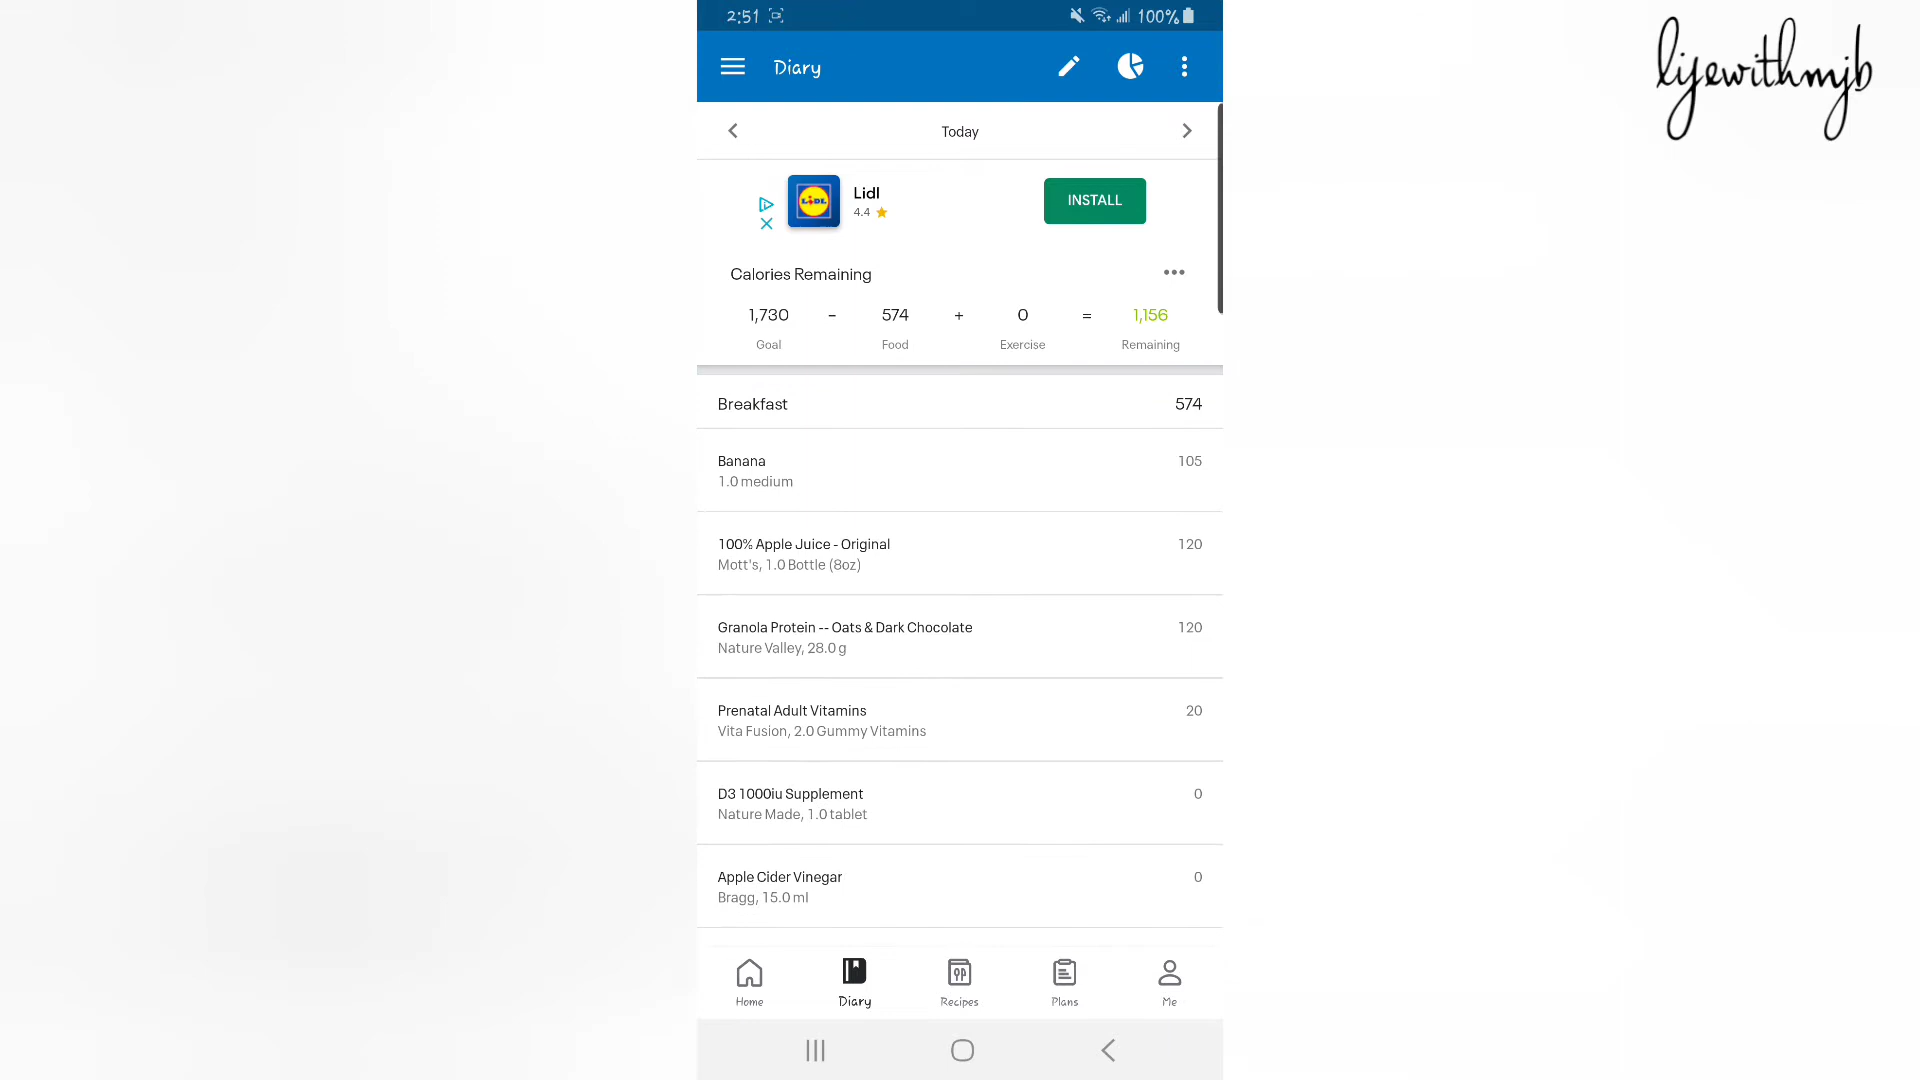 2:51 100%
lifewithmjb
Diary
Today
LIDL
Lidl
4.4
INSTALL
Calories Remaining
1,730 - 574 + 0 = 1,156
Goal Food Exercise Remaining
Breakfast 574
Banana 105
1.0 medium
100% Apple Juice - Original 120
Mott's, 1.0 Bottle (8oz)
Granola Protein -- Oats & Dark Chocolate 120
Nature Valley, 28.0 g
Prenatal Adult Vitamins 20
Vita Fusion, 2.0 Gummy Vitamins
D3 1000iu Supplement 0
Nature Made, 1.0 tablet
Apple Cider Vinegar 0
Bragg, 15.0 ml
Home Diary Recipes Plans Me